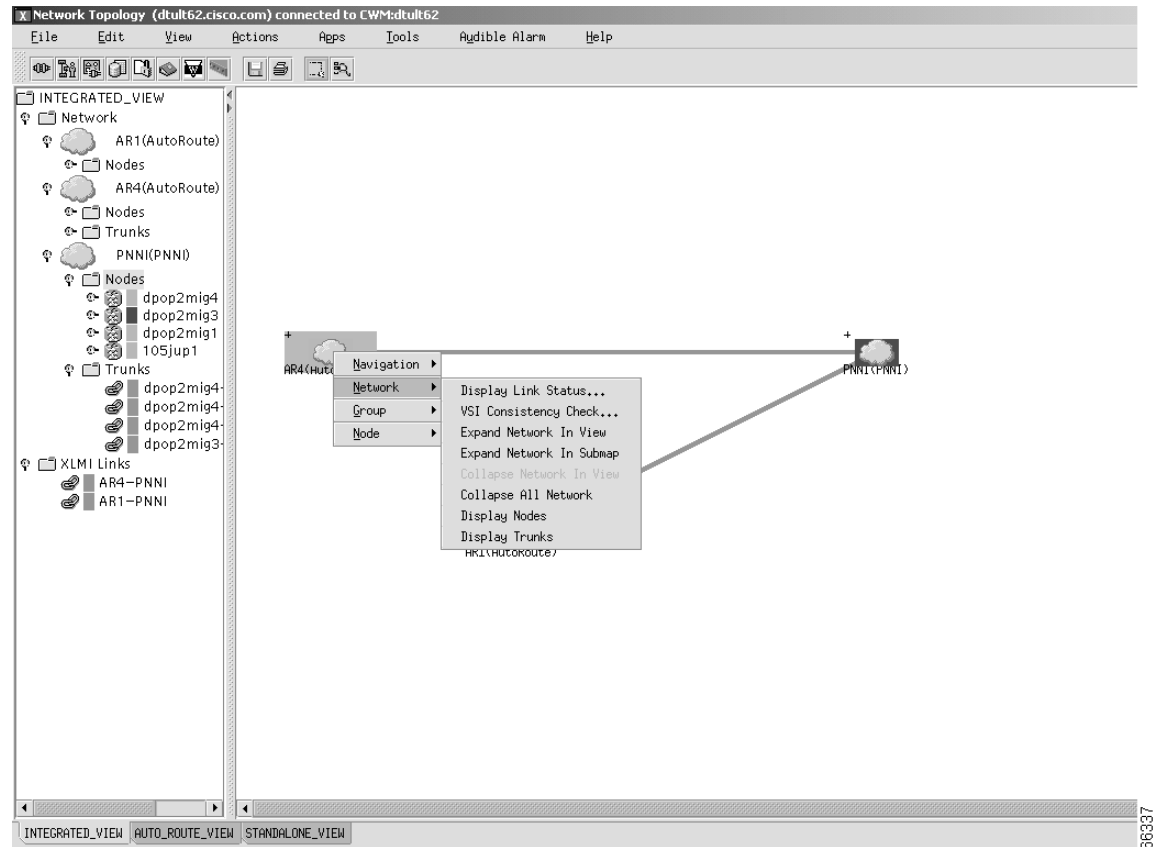 X Network Topology (dtult62.cisco.com) connected to CWM:dtult62
File Edit View Actions Apps Tools Audible Alarm Help
INTEGRATED_VIEW
Network
AR1(AutoRoute)
Nodes
AR4(AutoRoute)
Nodes
Trunks
PNNI(PNNI)
Nodes
dpop2mig4
dpop2mig3
dpop2mig1
105jup1
Trunks
dpop2mig4-
dpop2mig4-
dpop2mig4-
dpop2mig3-
XLMI Links
AR4-PNNI
AR1-PNNI
+
AR4(Auto
+
PNNI(PNNI)
Navigation
Network
Group
Node
Display Link Status...
VSI Consistency Check...
Expand Network In View
Expand Network In Submap
Collapse Network In View
Collapse All Network
Display Nodes
Display Trunks
AR1(AutoRoute)
INTEGRATED_VIEW AUTO_ROUTE_VIEW STANDALONE_VIEW
66337